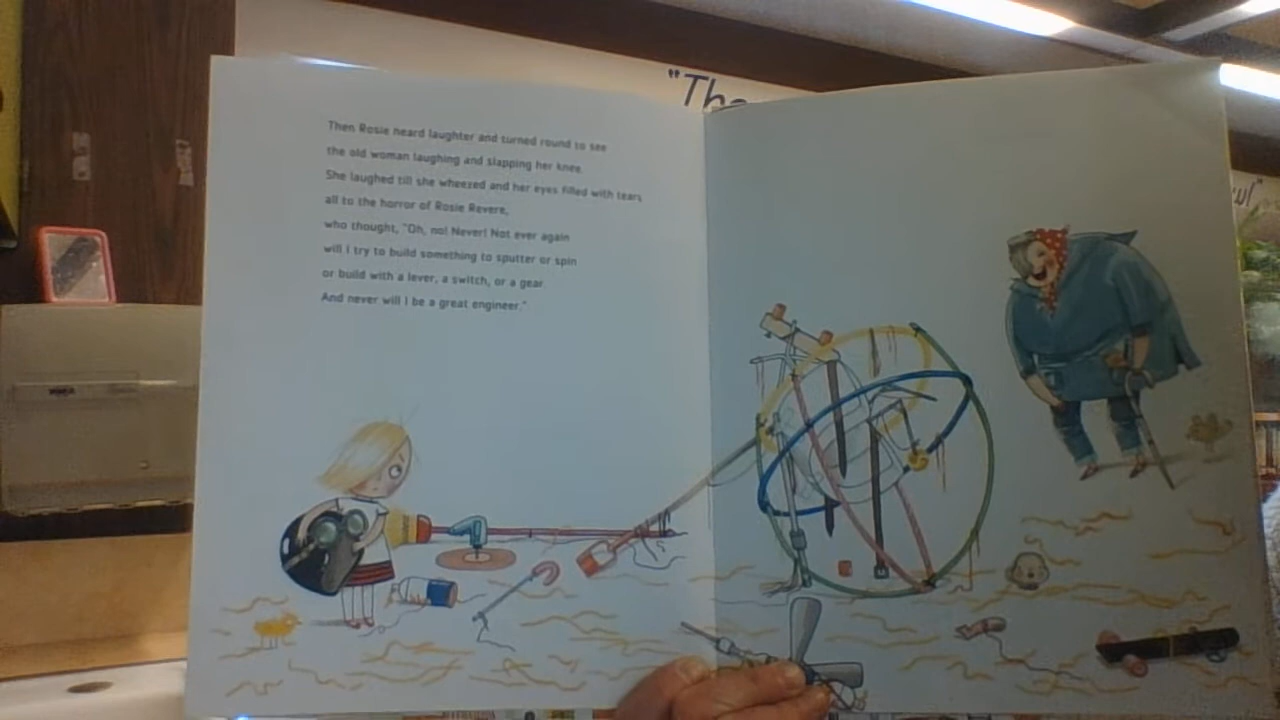 "The
Then Rosie heard laughter and turned round to see
the old woman laughing and slapping her knee.
She laughed till she wheezed and her eyes filled with tears
all to the horror of Rosie Revere,
who thought, "Oh, no! Never! Not ever again
will I try to build something to sputter or spin
or build with a lever, a switch, or a gear.
And never will I be a great engineer."